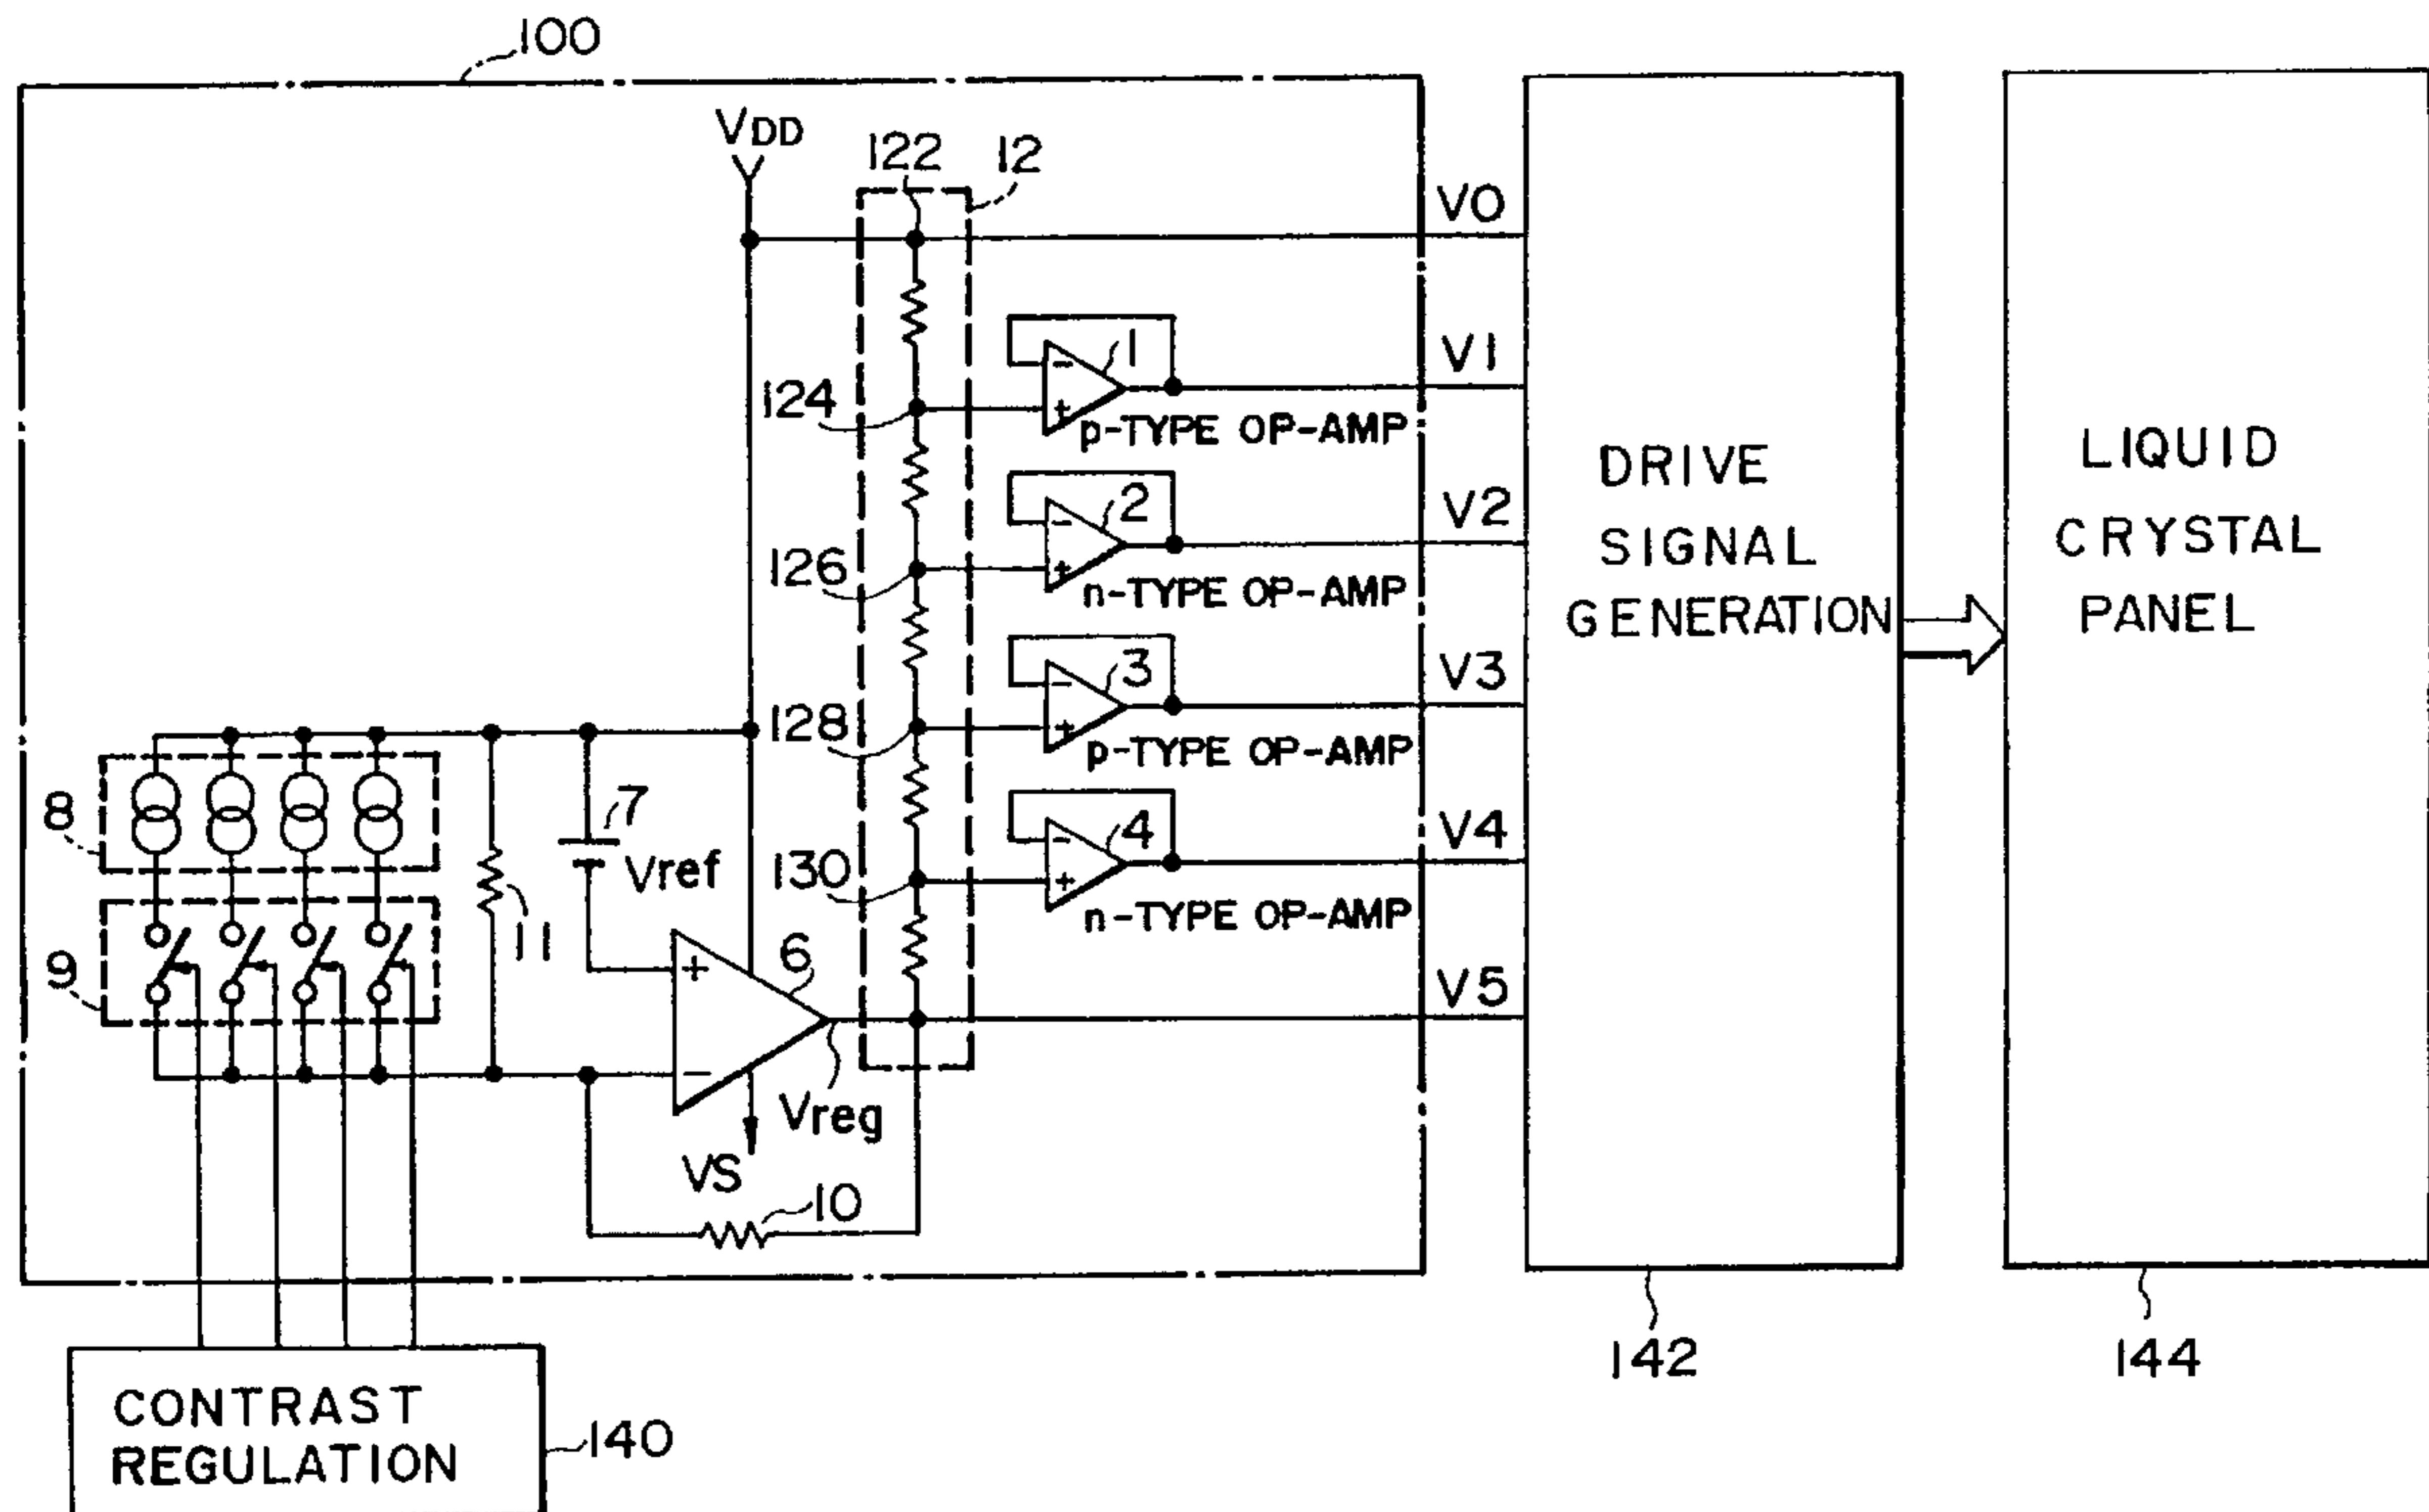 100
VDD
122
12
V0
1
V1
124
p-TYPE OP-AMP
2
V2
126
n-TYPE OP-AMP
3
V3
128
p-TYPE OP-AMP
4
V4
130
n-TYPE OP-AMP
V5
8
7
Vref
11
9
6
+
-
-
+
-
+
-
+
-
+
Vreg
VS
10
DRIVE
SIGNAL
GENERATION
LIQUID
CRYSTAL
PANEL
142
144
CONTRAST
REGULATION
140